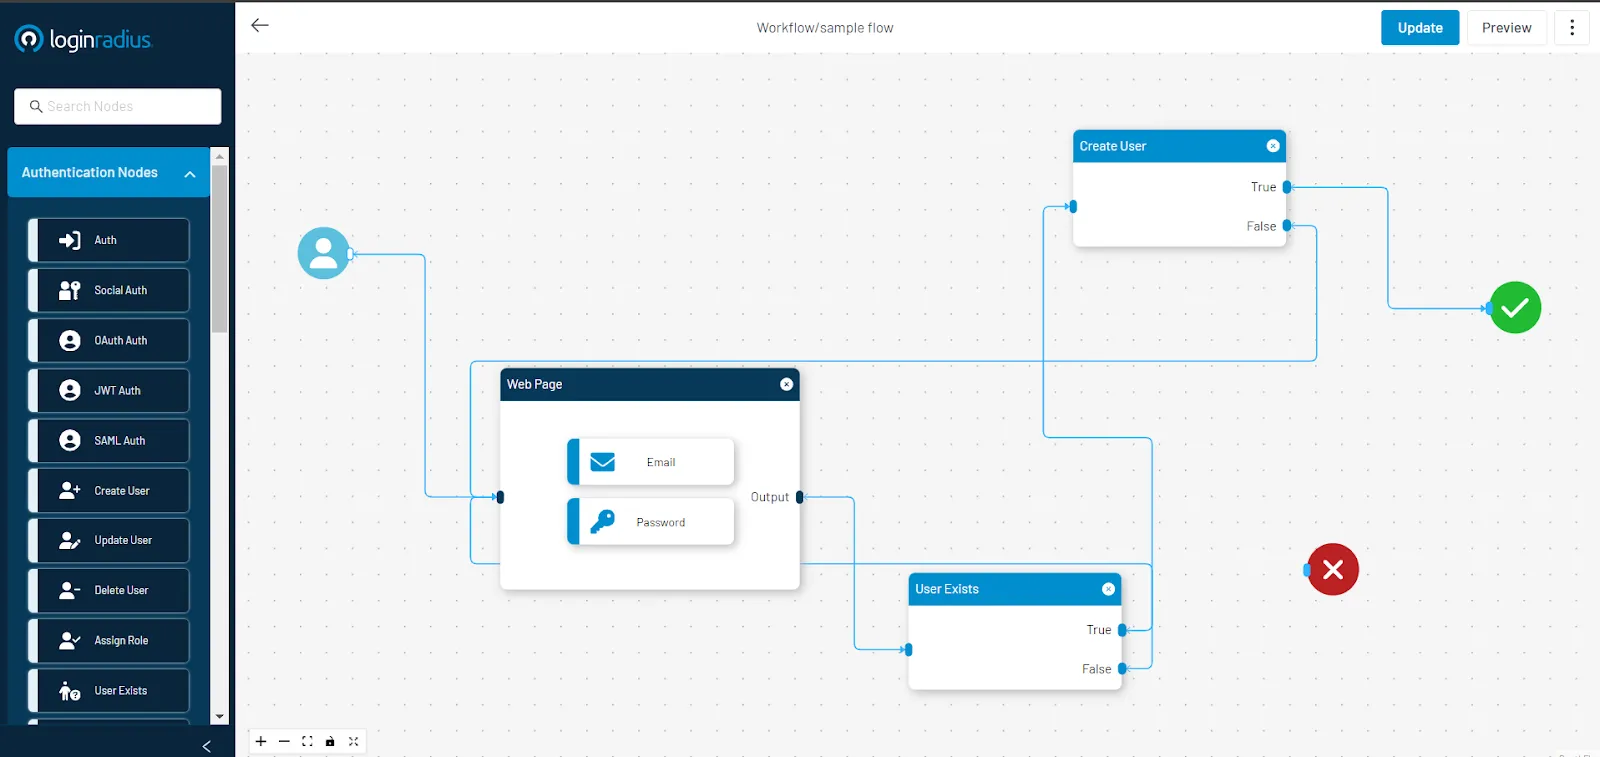 loginradius
Workflow/sample flow
Update
Preview
Search Nodes
Authentication Nodes
Auth
Social Auth
OAuth Auth
JWT Auth
SAML Auth
Create User
Update User
Delete User
Assign Role
User Exists
Create User
True
False
Web Page
Email
Password
Output
User Exists
True
False